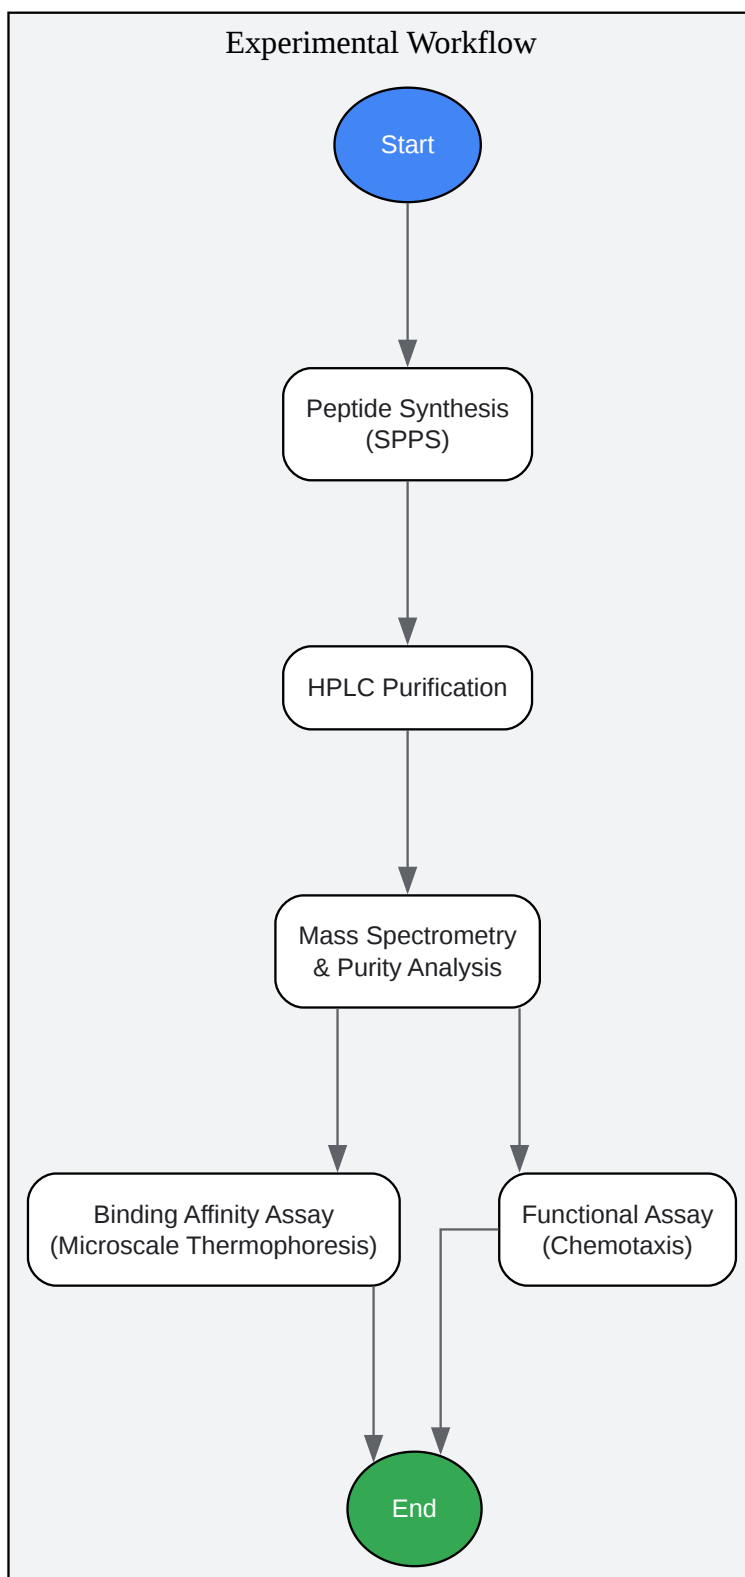 Experimental Workflow
Start
Peptide Synthesis
(SPPS)
HPLC Purification
Mass Spectrometry
& Purity Analysis
Binding Affinity Assay
(Microscale Thermophoresis)
Functional Assay
(Chemotaxis)
End